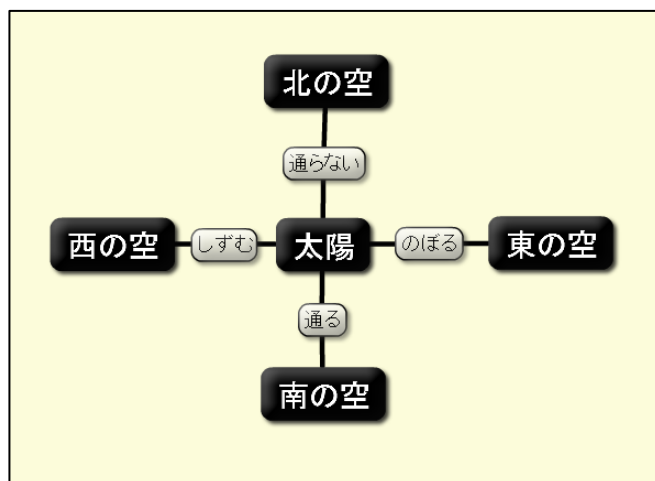 北の空
通らない
西の空
しずむ
太陽
のぼる
東の空
通る
南の空